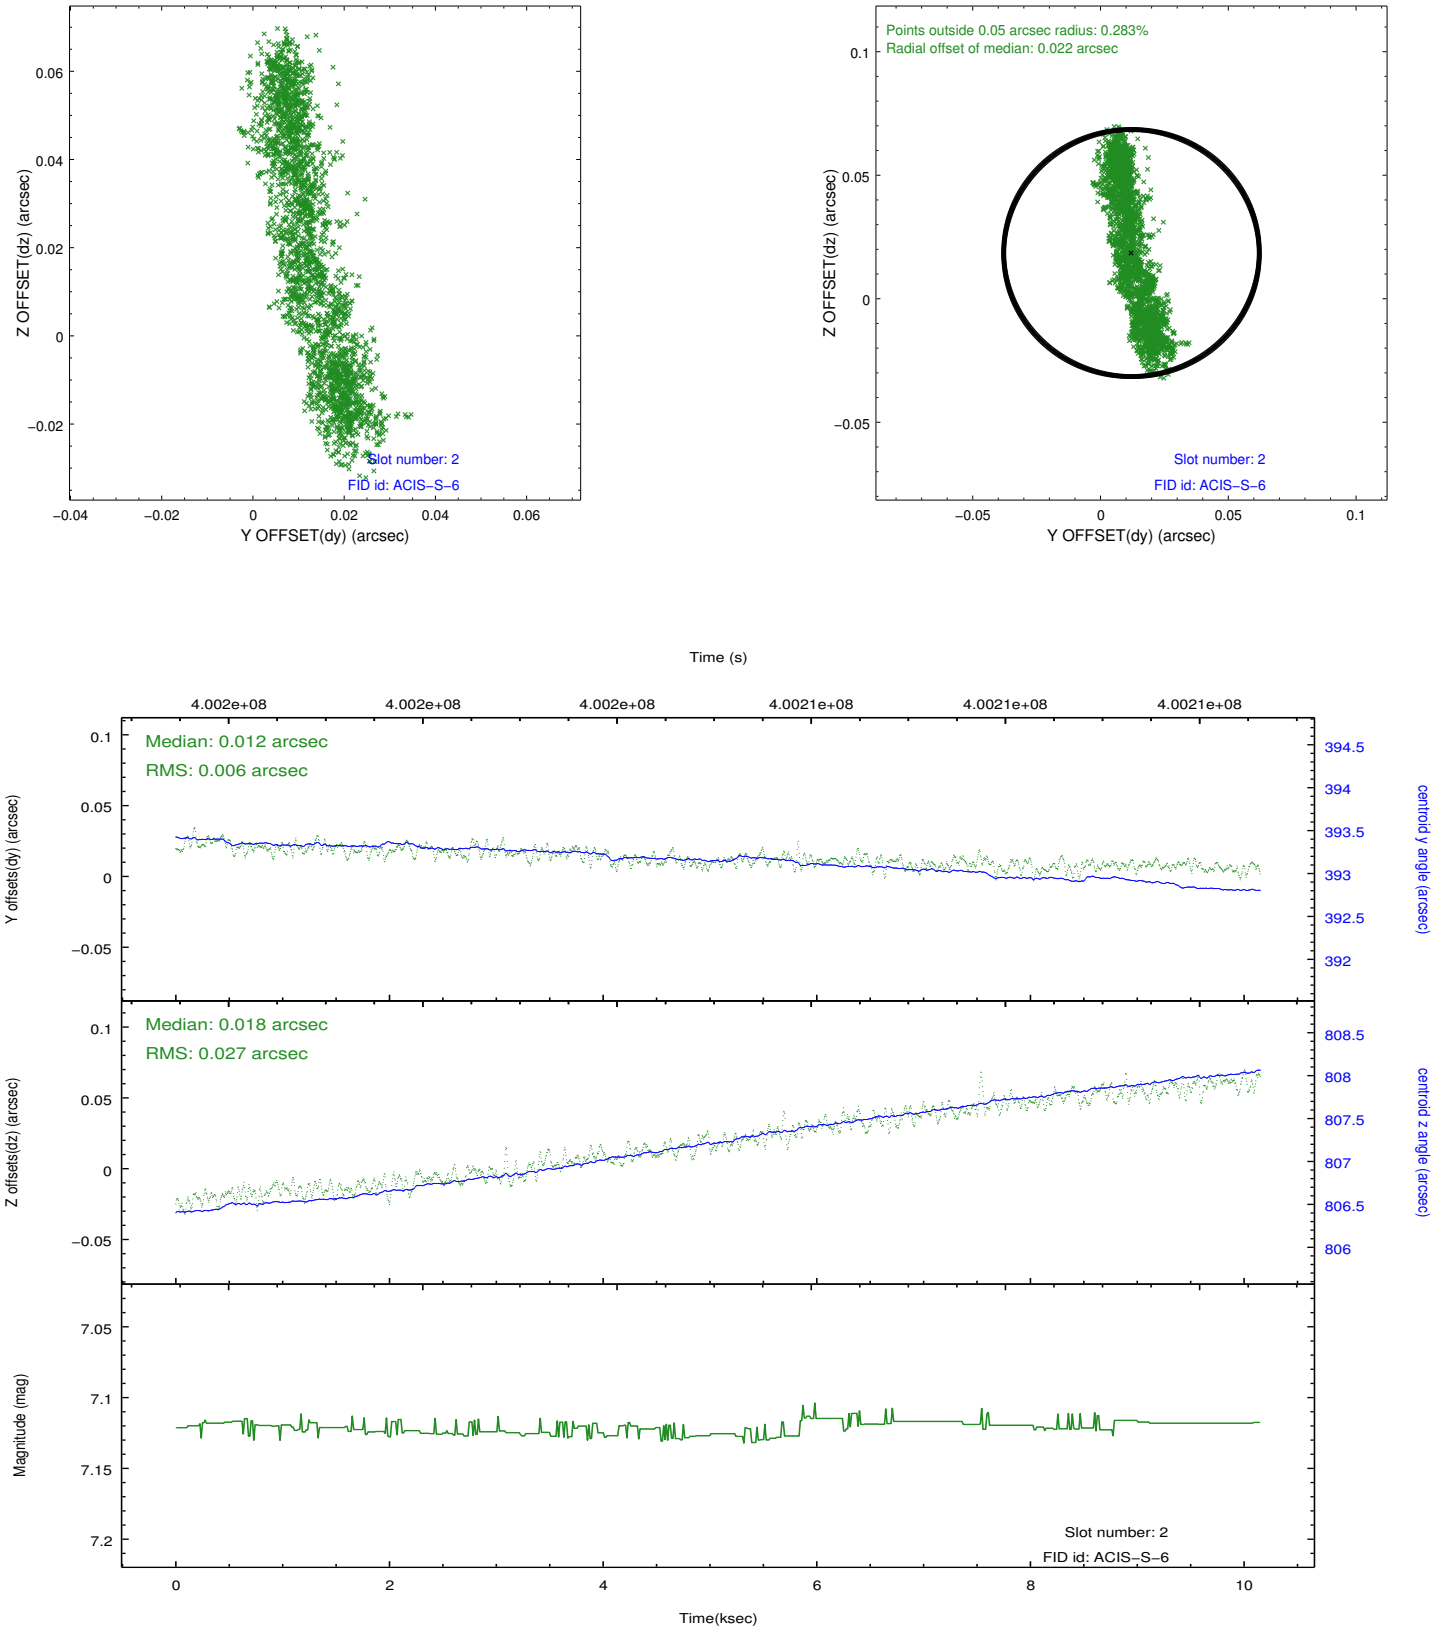 0.06
0.04
0.02
0
−0.02
Z OFFSET(dz) (arcsec)
Slot number: 2
FID id: ACIS−S−6
−0.04
−0.02
0
0.02
0.04
0.06
Y OFFSET(dy) (arcsec)
Points outside 0.05 arcsec radius: 0.283%
Radial offset of median: 0.022 arcsec
0.1
0.05
0
−0.05
Z OFFSET(dz) (arcsec)
Slot number: 2
FID id: ACIS−S−6
−0.05
0
0.05
0.1
Y OFFSET(dy) (arcsec)
Time (s)
4.002e+08
4.002e+08
4.002e+08
4.0021e+08
4.0021e+08
4.0021e+08
Median: 0.012 arcsec
RMS: 0.006 arcsec
0.1
0.05
0
−0.05
Y offsets(dy) (arcsec)
394.5
394
393.5
393
392.5
392
centroid y angle (arcsec)
Median: 0.018 arcsec
RMS: 0.027 arcsec
0.1
0.05
0
−0.05
Z offsets(dz) (arcsec)
808.5
808
807.5
807
806.5
806
centroid z angle (arcsec)
7.05
7.1
7.15
7.2
Magnitude (mag)
Slot number: 2
FID id: ACIS−S−6
0
2
4
6
8
10
Time(ksec)